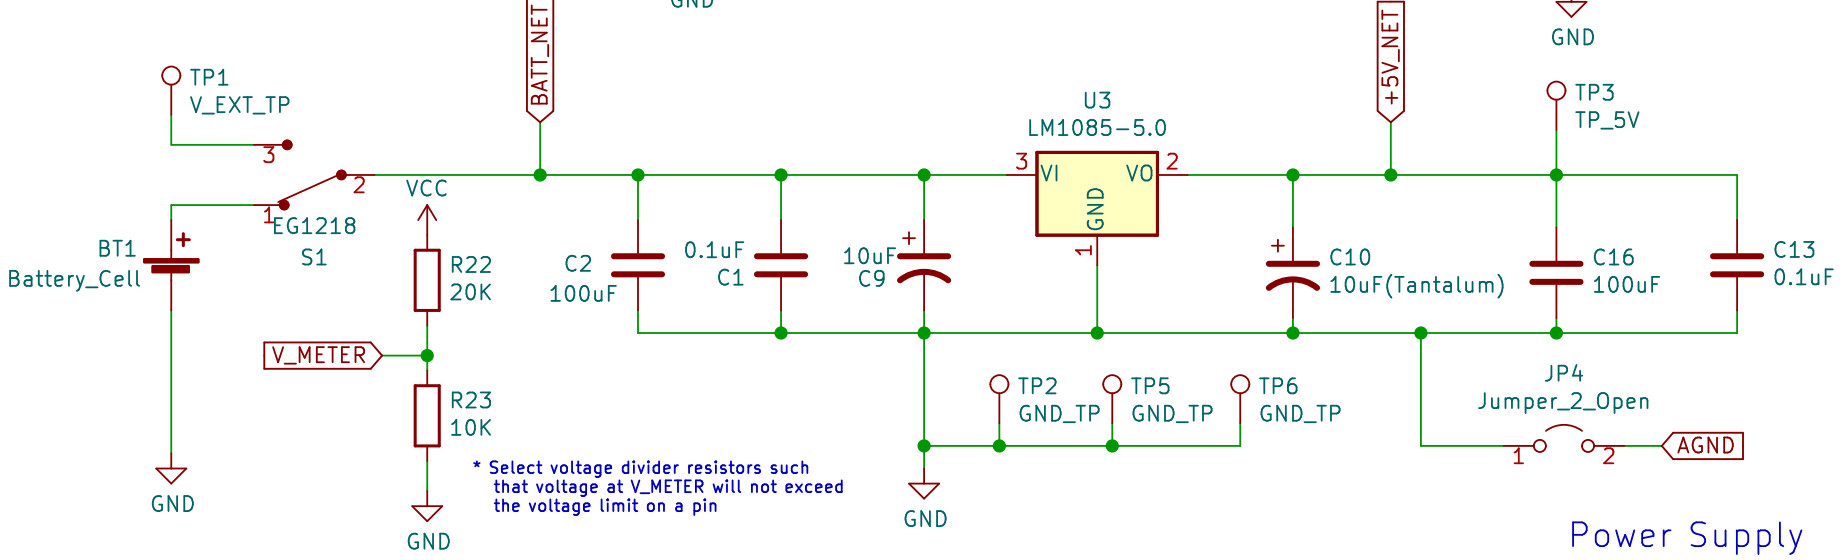 GND
BATT_NET
+5V_NET
GND
TP1
V_EXT_TP
3
2
1
EG1218
S1
BT1
+
Battery_Cell
GND
VCC
R22
20K
V_METER
R23
10K
GND
* Select voltage divider resistors such
that voltage at V_METER will not exceed
the voltage limit on a pin
C2
100uF
0.1uF
C1
+
10uF
C9
U3
LM1085-5.0
3
VI
VO
2
GND
1
TP3
TP_5V
+
C10
10uF(Tantalum)
C16
100uF
C13
0.1uF
TP2
GND_TP
TP5
GND_TP
TP6
GND_TP
GND
JP4
Jumper_2_Open
1
2
AGND
Power Supply